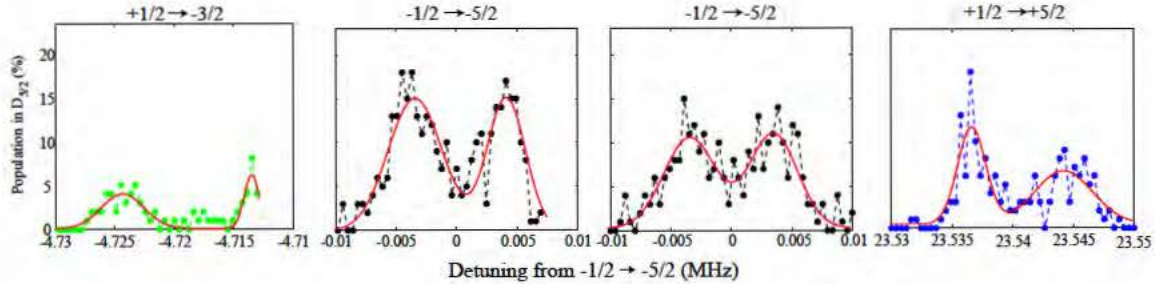 +1/2 → -3/2 -1/2 → -5/2 -1/2 → -5/2 +1/2 → +5/2
Population in D5/2 (%)
20
15
10
5
0
-4.73 -4.725 -4.72 -4.715 -4.71 -0.01 -0.005 0 0.005 0.01 -0.01 -0.005 0 0.005 0.01 23.53 23.535 23.54 23.545 23.55
Detuning from -1/2 → -5/2 (MHz)